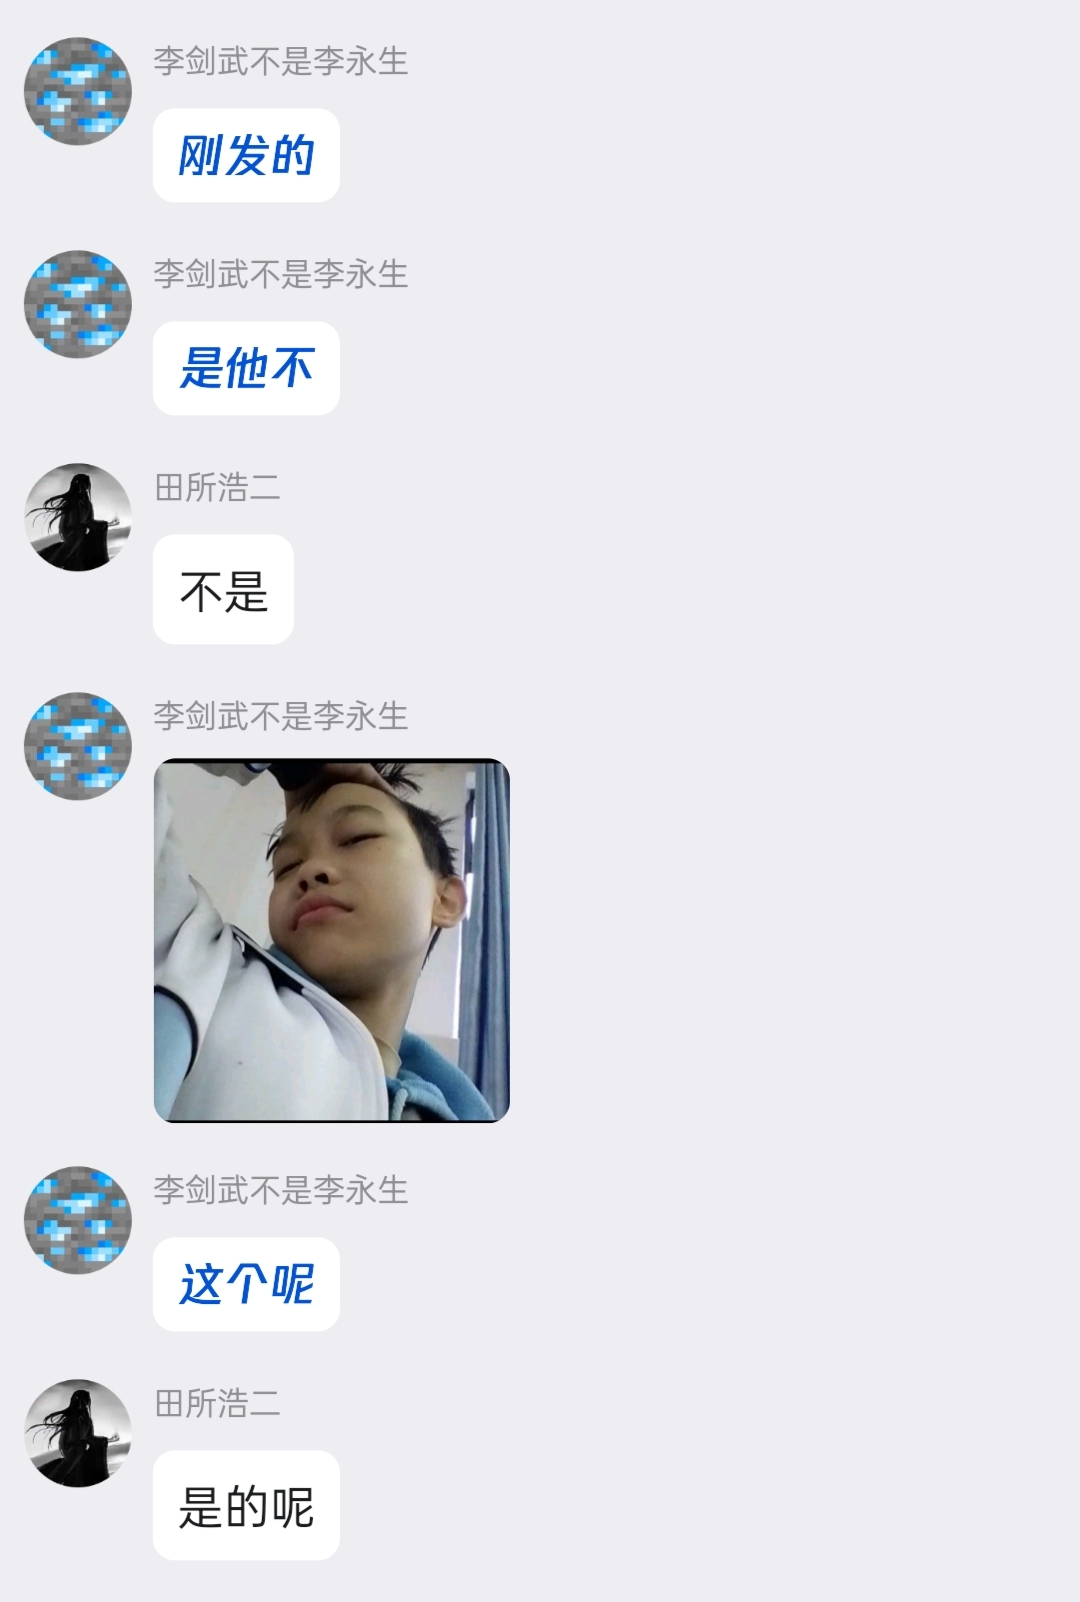 李剑武不是李永生
刚发的
李剑武不是李永生
是他不
田所浩二
不是
李剑武不是李永生
李剑武不是李永生
这个呢
田所浩二
是的呢